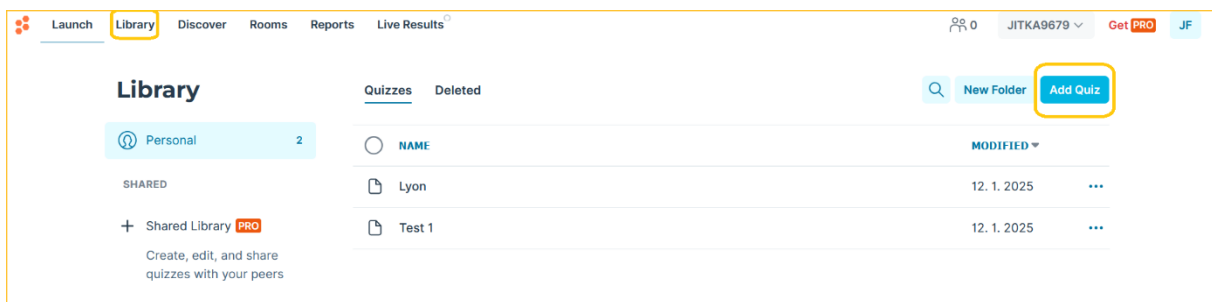 Launch Library Discover Rooms Reports Live Results 0 JITKA9679 Get PRO JF
Library Quizzes Deleted New Folder Add Quiz
Personal 2 NAME MODIFIED
SHARED Lyon 12. 1. 2025
Shared Library PRO Test 1 12. 1. 2025
Create, edit, and share
quizzes with your peers